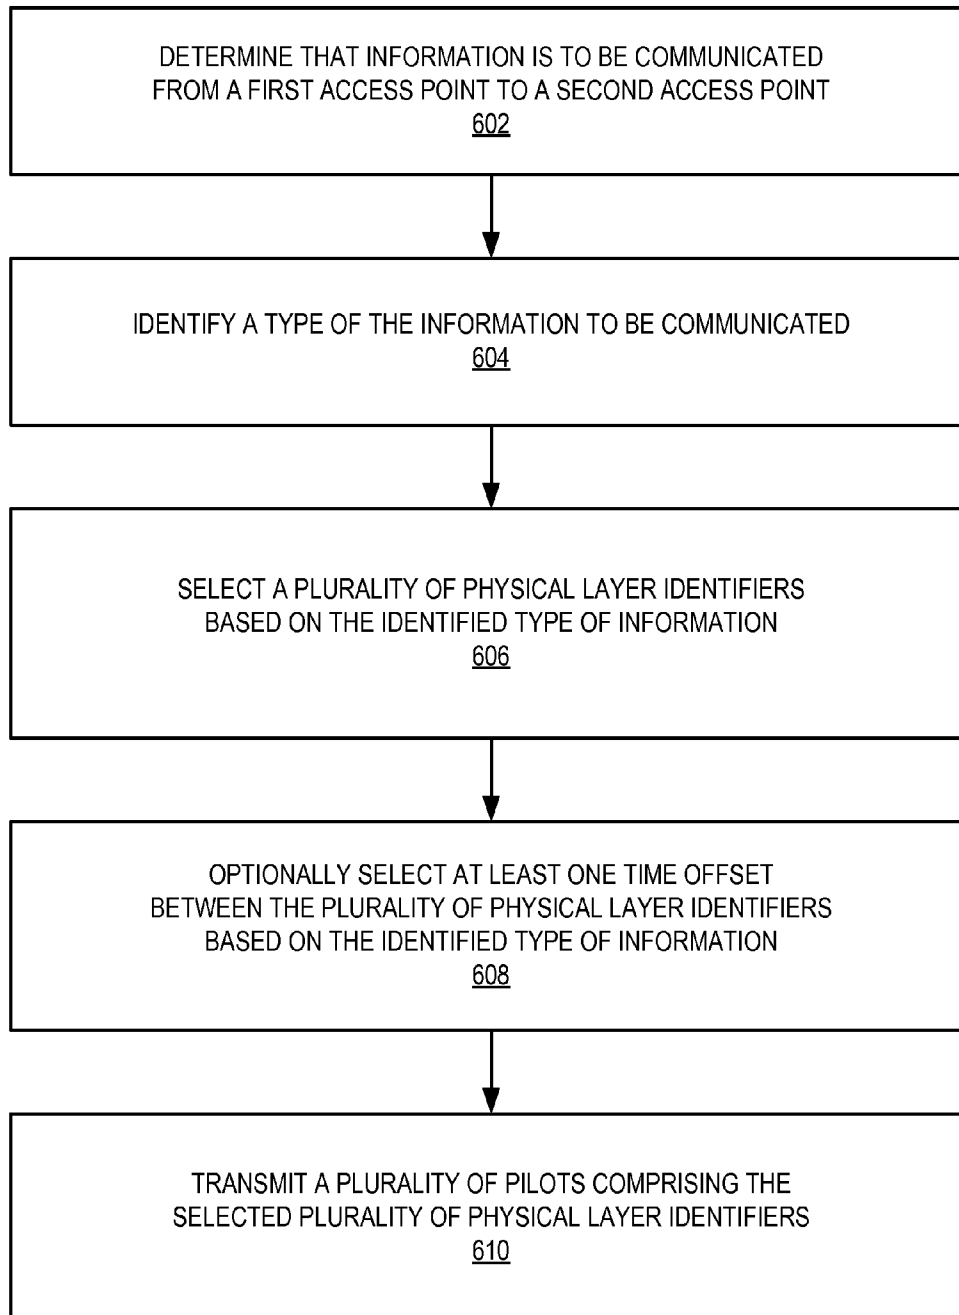 DETERMINE THAT INFORMATION IS TO BE COMMUNICATED
FROM A FIRST ACCESS POINT TO A SECOND ACCESS POINT
602
IDENTIFY A TYPE OF THE INFORMATION TO BE COMMUNICATED
604
SELECT A PLURALITY OF PHYSICAL LAYER IDENTIFIERS
BASED ON THE IDENTIFIED TYPE OF INFORMATION
606
OPTIONALLY SELECT AT LEAST ONE TIME OFFSET
BETWEEN THE PLURALITY OF PHYSICAL LAYER IDENTIFIERS
BASED ON THE IDENTIFIED TYPE OF INFORMATION
608
TRANSMIT A PLURALITY OF PILOTS COMPRISING THE
SELECTED PLURALITY OF PHYSICAL LAYER IDENTIFIERS
610